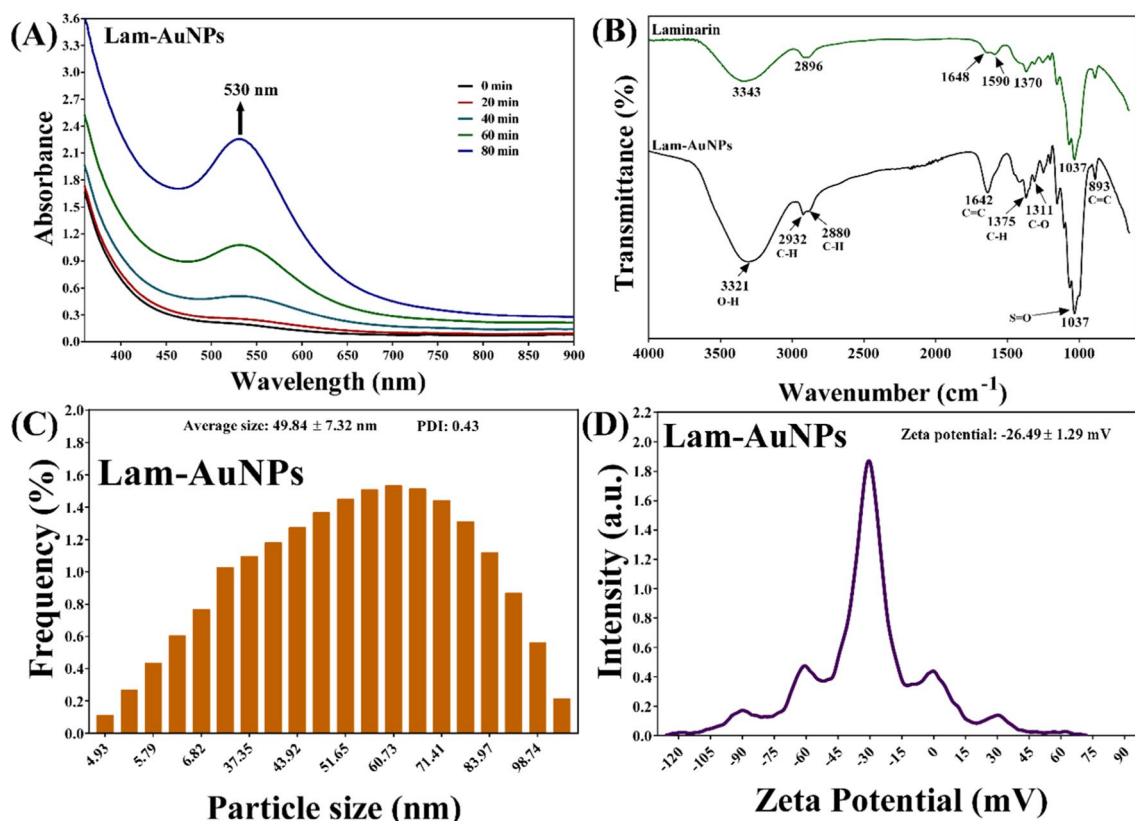 (A)
Lam-AuNPs
3.6
3.3
3.0
2.7
2.4
2.1
1.8
1.5
1.2
0.9
0.6
0.3
0.0
Absorbance
530 nm
0 min
20 min
40 min
60 min
80 min
400 450 500 550 600 650 700 750 800 850 900
Wavelength (nm)
(B)
Transmittance (%)
Laminarin
3343
2896
1648
1590
1370
1037
Lam-AuNPs
3321
O-H
2932
C-H
2880
C-H
1642
C=C
1375
C-H
1311
C-O
893
C=C
S=O
1037
4000 3500 3000 2500 2000 1500 1000
Wavenumber (cm⁻¹)
(C)
Average size: 49.84 ± 7.32 nm PDI: 0.43
Lam-AuNPs
2.0
1.8
1.6
1.4
1.2
1.0
0.8
0.6
0.4
0.2
0.0
Frequency (%)
4.93 5.79 6.82 37.35 43.92 51.65 60.73 71.41 83.97 98.74
Particle size (nm)
(D)
Lam-AuNPs
Zeta potential: -26.49 ± 1.29 mV
2.2
2.0
1.8
1.6
1.4
1.2
1.0
0.8
0.6
0.4
0.2
0.0
Intensity (a.u.)
-120 -105 -90 -75 -60 -45 -30 -15 0 15 30 45 60 75 90
Zeta Potential (mV)